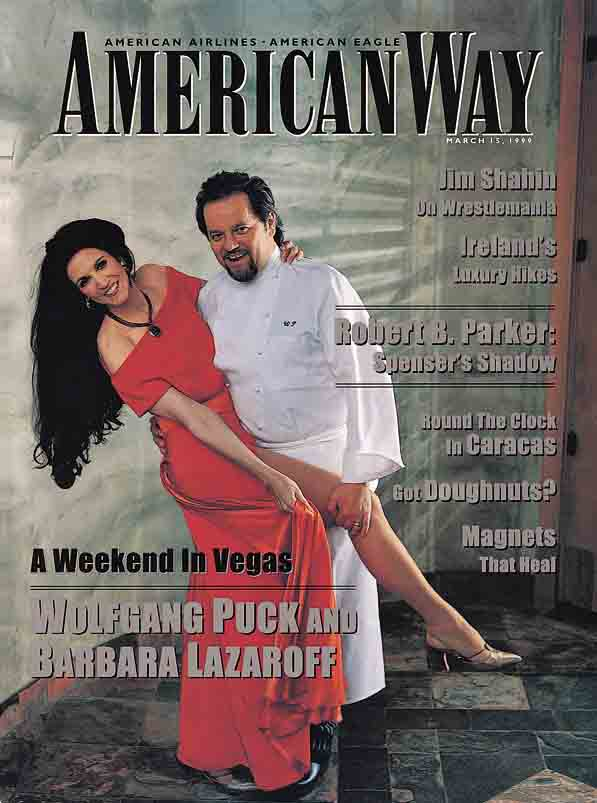 AMERICAN AIRLINES · AMERICAN EAGLE
AMERICANWAY
MARCH 15, 1999
Jim Shahin
On Wrestlemania
Ireland's
Luxury Hikes
Robert B. Parker:
Spenser's Shadow
Round The Clock
In Caracas
Got Doughnuts?
Magnets
That Heal
A Weekend In Vegas
WOLFGANG PUCK AND
BARBARA LAZAROFF
WP